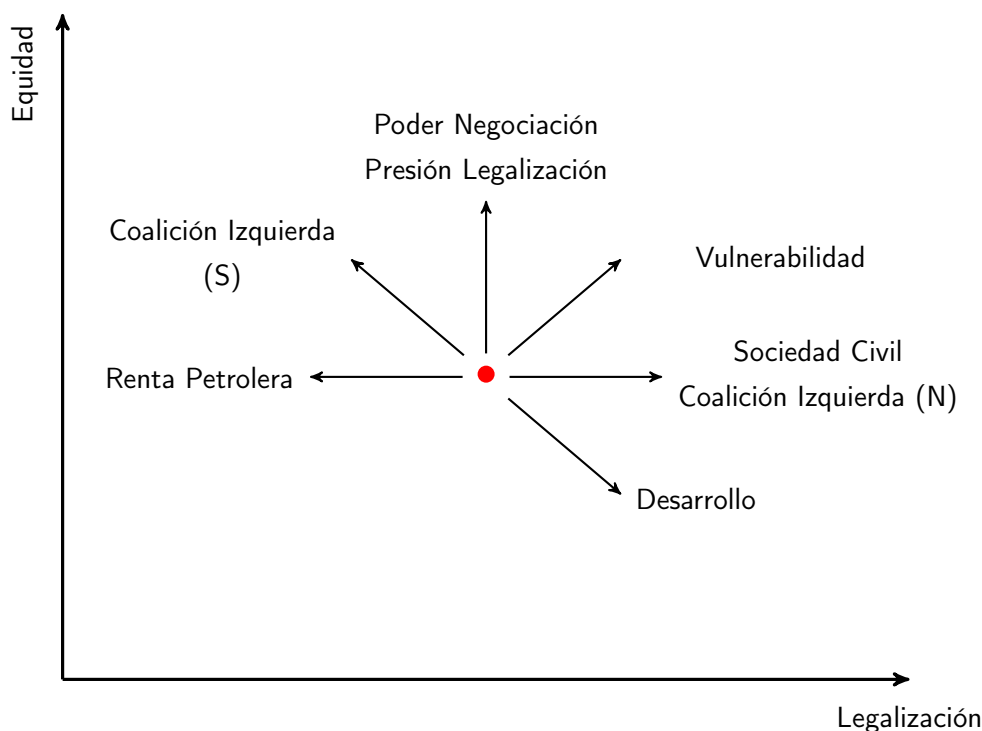 Equidad
Poder Negociación
Presión Legalización
Coalición Izquierda
(S)
Vulnerabilidad
Renta Petrolera
Sociedad Civil
Coalición Izquierda (N)
Desarrollo
Legalización